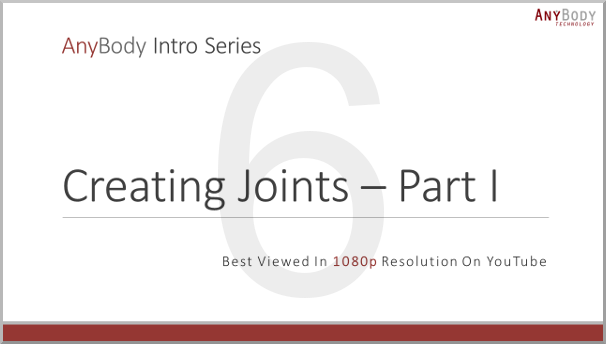 AnyBody
TECHNOLOGY
AnyBody Intro Series
6
Creating Joints – Part I
Best Viewed In 1080p Resolution On YouTube